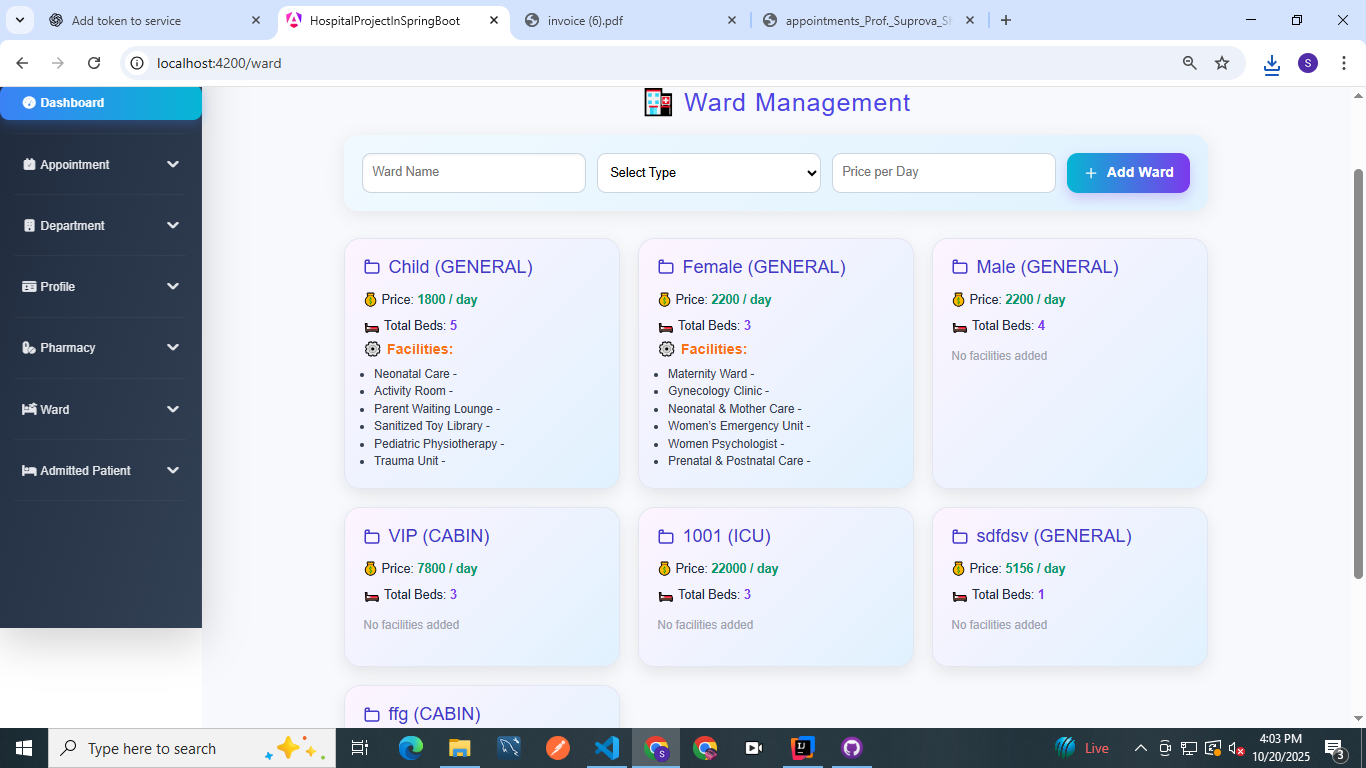 Add token to service
HospitalProjectInSpringBoot
invoice (6).pdf
appointments_Prof._Suprova_Sh
localhost:4200/ward
S
Dashboard
Appointment
Department
Profile
Pharmacy
Ward
Admitted Patient
Ward Management
Ward Name
Select Type
Price per Day
+ Add Ward
Child (GENERAL)
Price: 1800 / day
Total Beds: 5
Facilities:
• Neonatal Care -
• Activity Room -
• Parent Waiting Lounge -
• Sanitized Toy Library -
• Pediatric Physiotherapy -
• Trauma Unit -
Female (GENERAL)
Price: 2200 / day
Total Beds: 3
Facilities:
• Maternity Ward -
• Gynecology Clinic -
• Neonatal & Mother Care -
• Women's Emergency Unit -
• Women Psychologist -
• Prenatal & Postnatal Care -
Male (GENERAL)
Price: 2200 / day
Total Beds: 4
No facilities added
VIP (CABIN)
Price: 7800 / day
Total Beds: 3
No facilities added
1001 (ICU)
Price: 22000 / day
Total Beds: 3
No facilities added
sdfdsv (GENERAL)
Price: 5156 / day
Total Beds: 1
No facilities added
ffg (CABIN)
Type here to search
Live
4:03 PM
10/20/2025
3